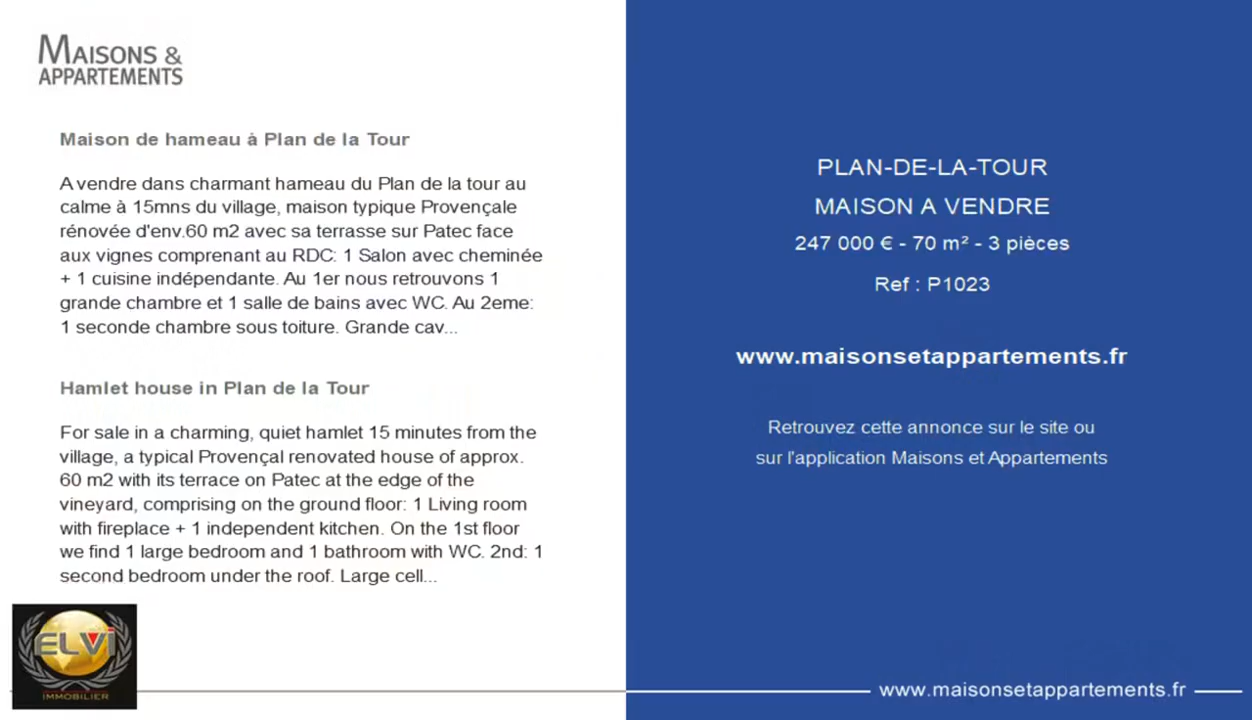 MAISONS &
APPARTEMENTS
Maison de hameau à Plan de la Tour
A vendre dans charmant hameau du Plan de la tour au
calme à 15mns du village, maison typique Provençale
rénovée d'env.60 m2 avec sa terrasse sur Patec face
aux vignes comprenant au RDC: 1 Salon avec cheminée
+ 1 cuisine indépendante. Au 1er nous retrouvons 1
grande chambre et 1 salle de bains avec WC. Au 2eme:
1 seconde chambre sous toiture. Grande cav...
Hamlet house in Plan de la Tour
For sale in a charming, quiet hamlet 15 minutes from the
village, a typical Provençal renovated house of approx.
60 m2 with its terrace on Patec at the edge of the
vineyard, comprising on the ground floor: 1 Living room
with fireplace + 1 independent kitchen. On the 1st floor
we find 1 large bedroom and 1 bathroom with WC. 2nd: 1
second bedroom under the roof. Large cell...
ELVI
IMMOBILIER
PLAN-DE-LA-TOUR
MAISON A VENDRE
247 000 € - 70 m² - 3 pièces
Ref : P1023
www.maisonsetappartements.fr
Retrouvez cette annonce sur le site ou
sur l'application Maisons et Appartements
www.maisonsetappartements.fr